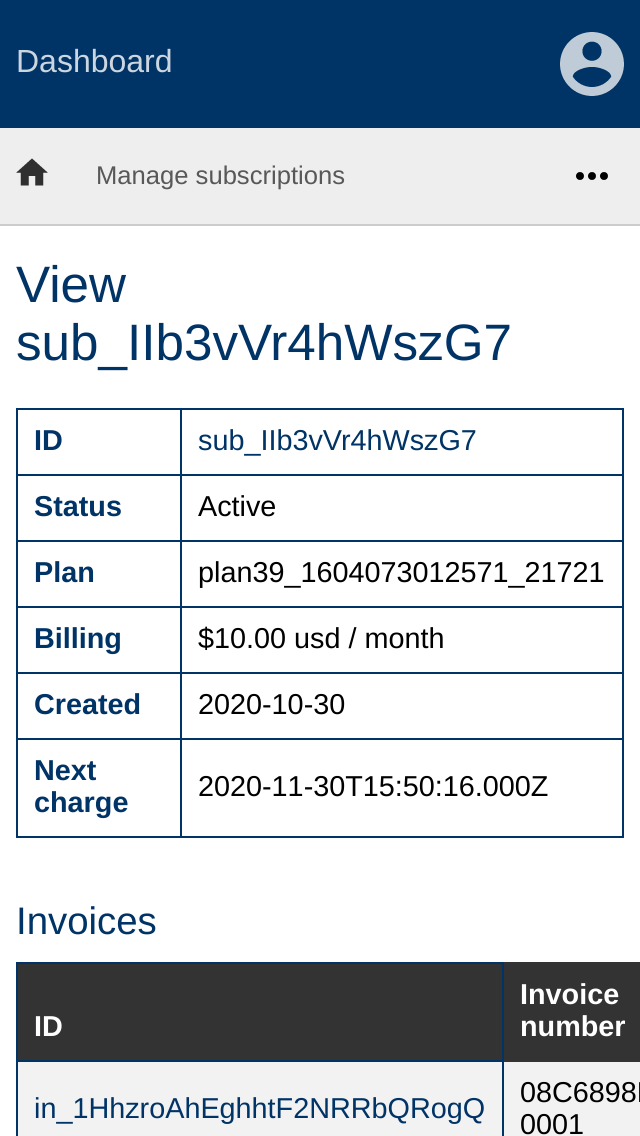 Dashboard
Manage subscriptions
View
sub_IIb3vVr4hWszG7
ID sub_IIb3vVr4hWszG7
Status Active
Plan plan39_1604073012571_21721
Billing $10.00 usd / month
Created 2020-10-30
Next
charge 2020-11-30T15:50:16.000Z
Invoices
ID Invoice
number
in_1HhzroAhEghhtF2NRRbQRogQ 08C6898
0001